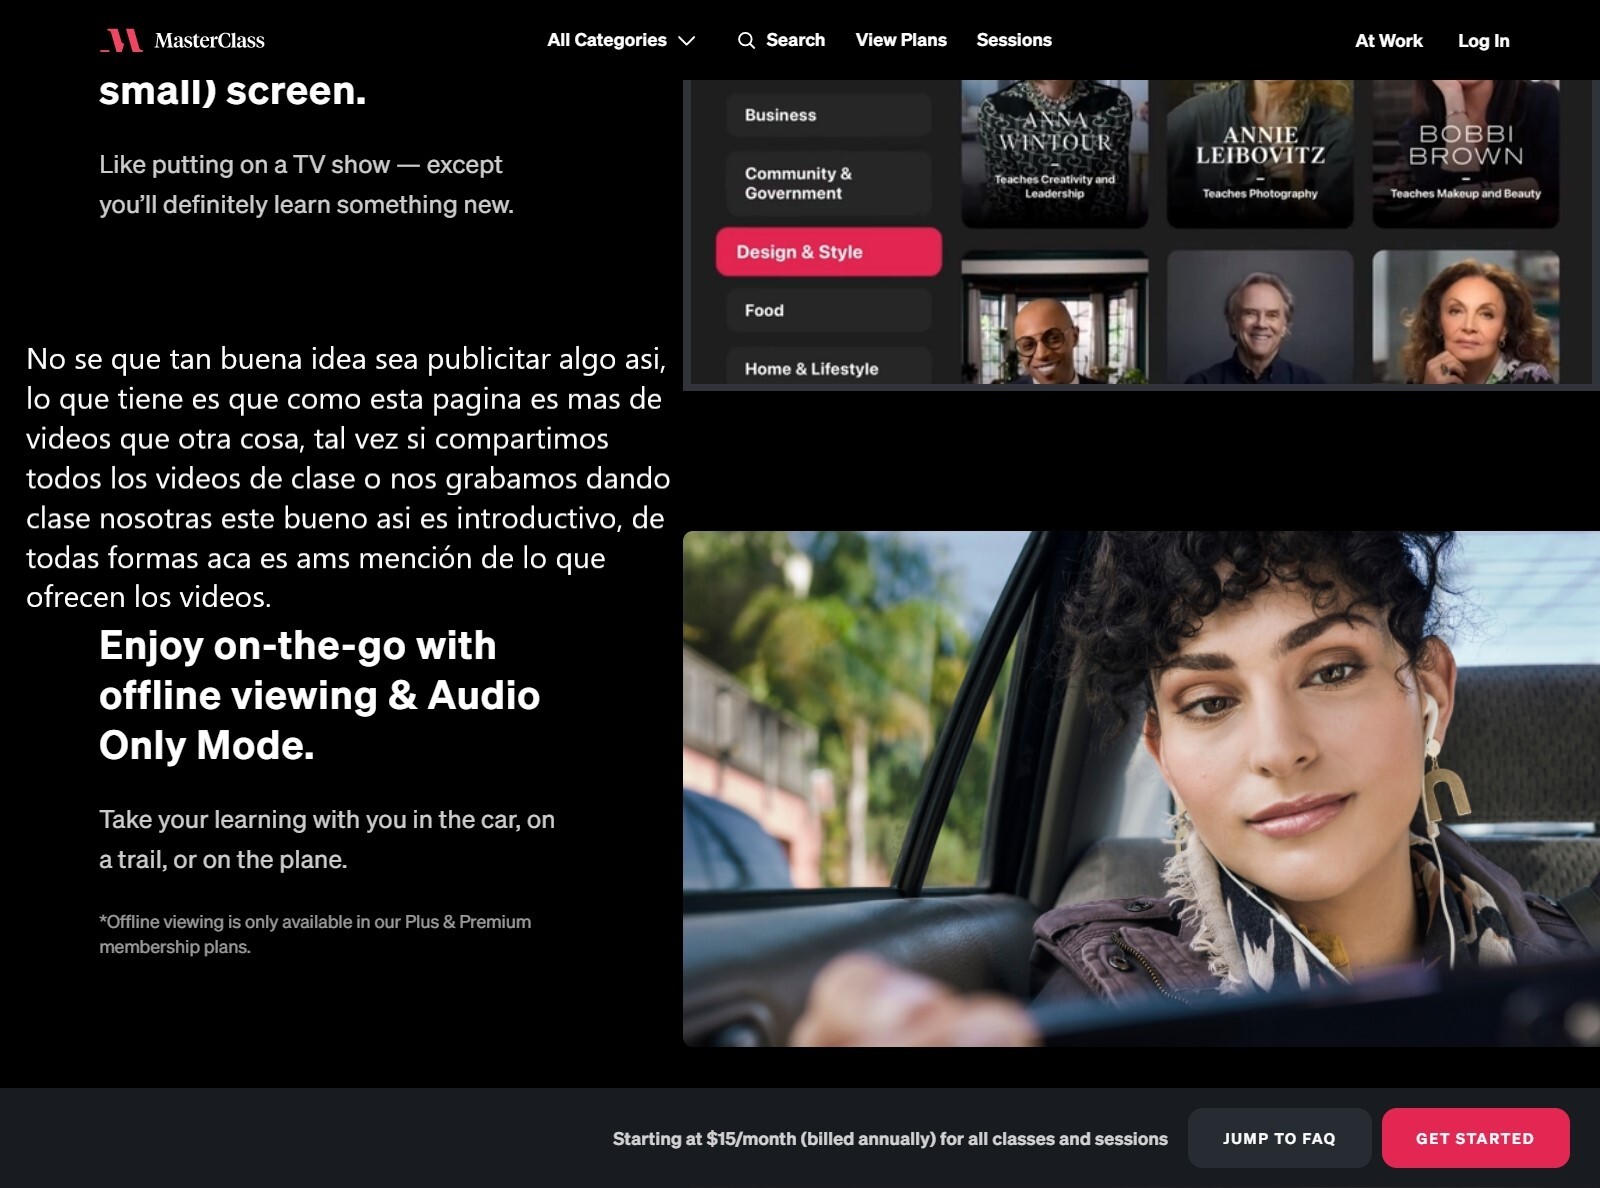 MasterClass
All Categories
Search
View Plans
Sessions
At Work
Log In
small) screen.
Like putting on a TV show — except
you’ll definitely learn something new.
Business
Community &
Government
Design & Style
Food
Home & Lifestyle
ANNA
WINTOUR
Teaches Creativity and
Leadership
ANNIE
LEIBOVITZ
Teaches Photography
BOBBI
BROWN
Teaches Makeup and Beauty
No se que tan buena idea sea publicitar algo asi,
lo que tiene es que como esta pagina es mas de
videos que otra cosa, tal vez si compartimos
todos los videos de clase o nos grabamos dando
clase nosotras este bueno asi es introductivo, de
todas formas aca es ams mención de lo que
ofrecen los videos.
Enjoy on-the-go with
offline viewing & Audio
Only Mode.
Take your learning with you in the car, on
a trail, or on the plane.
*Offline viewing is only available in our Plus & Premium
membership plans.
Starting at $15/month (billed annually) for all classes and sessions
JUMP TO FAQ
GET STARTED